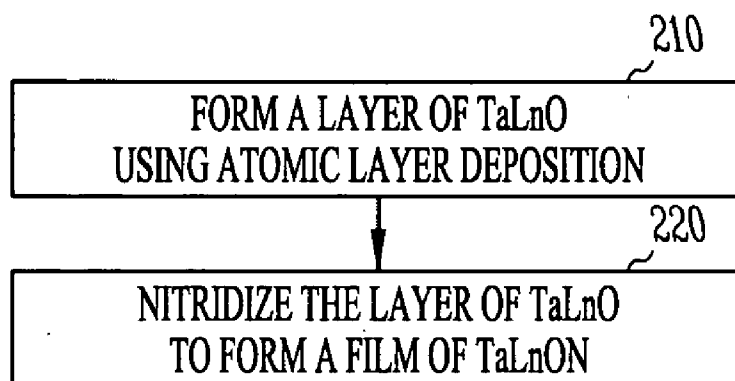 210
FORM A LAYER OF TaLnO
USING ATOMIC LAYER DEPOSITION
220
NITRIDIZE THE LAYER OF TaLnO
TO FORM A FILM OF TaLnON